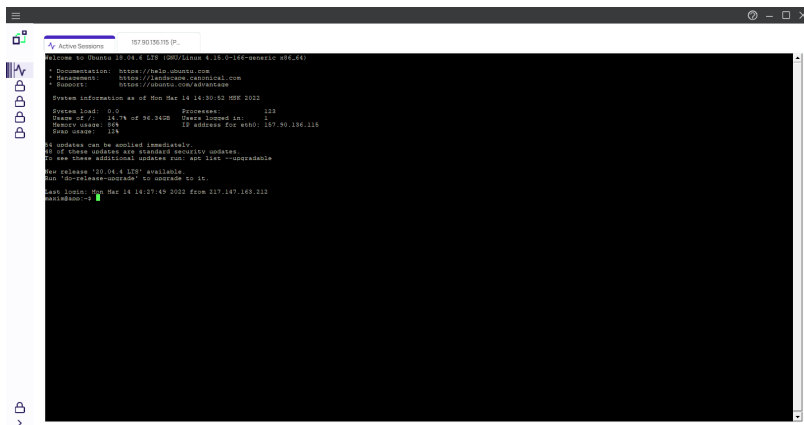 Active Sessions
157.90.136.115 (P...
Welcome to Ubuntu 18.04.6 LTS (GNU/Linux 4.15.0-166-generic x86_64)
* Documentation: https://help.ubuntu.com
* Management: https://landscape.canonical.com
* Support: https://ubuntu.com/advantage
System information as of Mon Mar 14 14:30:52 MSK 2022
System load: 0.0 Processes: 123
Usage of /: 14.7% of 96.34GB Users logged in: 1
Memory usage: 86% IP address for eth0: 157.90.136.115
Swap usage: 12%
54 updates can be applied immediately.
48 of these updates are standard security updates.
To see these additional updates run: apt list --upgradable
New release '20.04.4 LTS' available.
Run 'do-release-upgrade' to upgrade to it.
Last login: Mon Mar 14 14:27:49 2022 from 217.147.163.212
maxim@app:~$